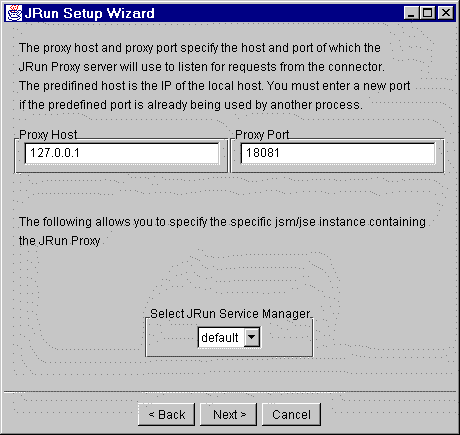 JRun Setup Wizard
The proxy host and proxy port specify the host and port of which the
JRun Proxy server will use to listen for requests from the connector.
The predifined host is the IP of the local host. You must enter a new port
if the predefined port is already being used by another process.
Proxy Host
Proxy Port
127.0.0.1
18081
The following allows you to specify the specific jsm/jse instance containing
the JRun Proxy
Select JRun Service Manager
default
< Back
Next >
Cancel